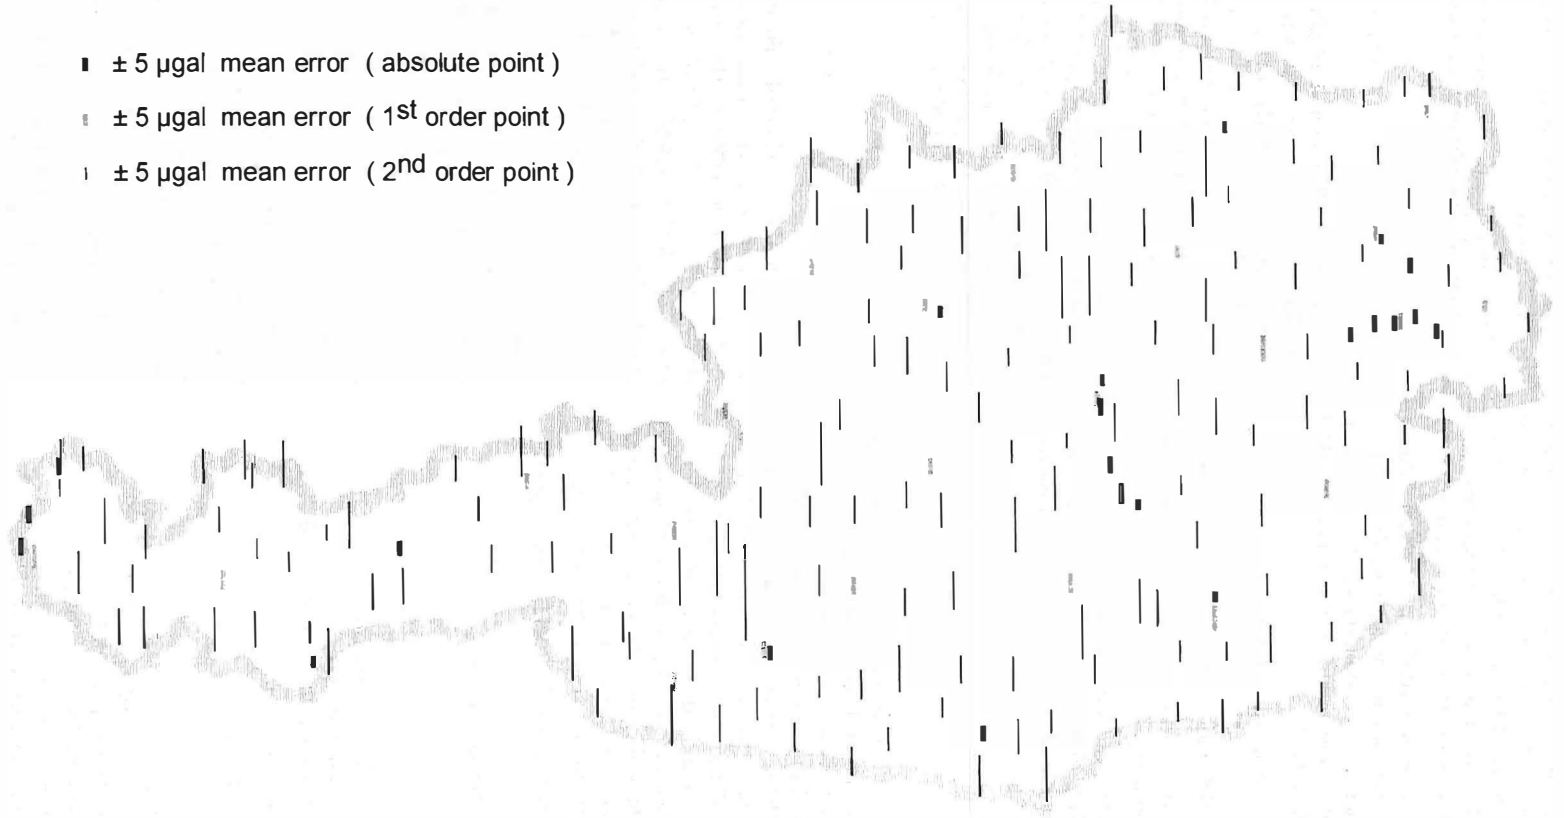 ± 5 µgal mean error ( absolute point )
± 5 µgal mean error ( 1st order point )
± 5 µgal mean error ( 2nd order point )